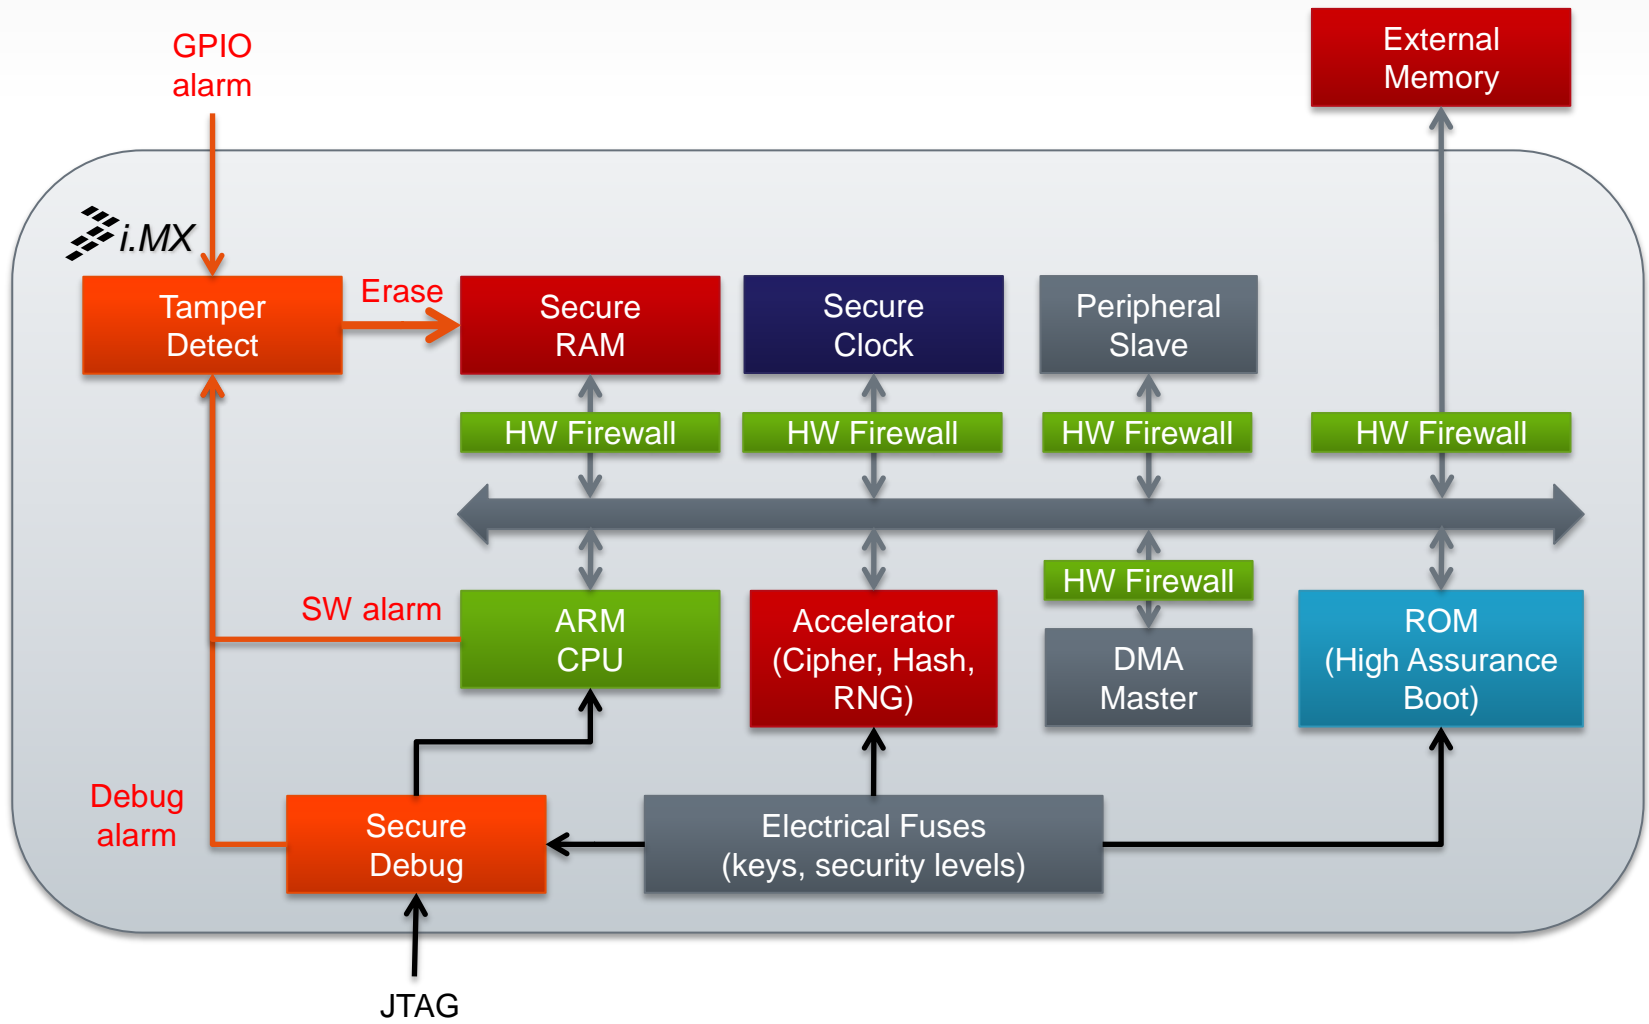 GPIO
alarm
External
Memory
i.MX
Tamper
Detect
Erase
Secure
RAM
Secure
Clock
Peripheral
Slave
HW Firewall
HW Firewall
HW Firewall
HW Firewall
SW alarm
ARM
CPU
Accelerator
(Cipher, Hash,
RNG)
HW Firewall
DMA
Master
ROM
(High Assurance
Boot)
Debug
alarm
Secure
Debug
Electrical Fuses
(keys, security levels)
JTAG